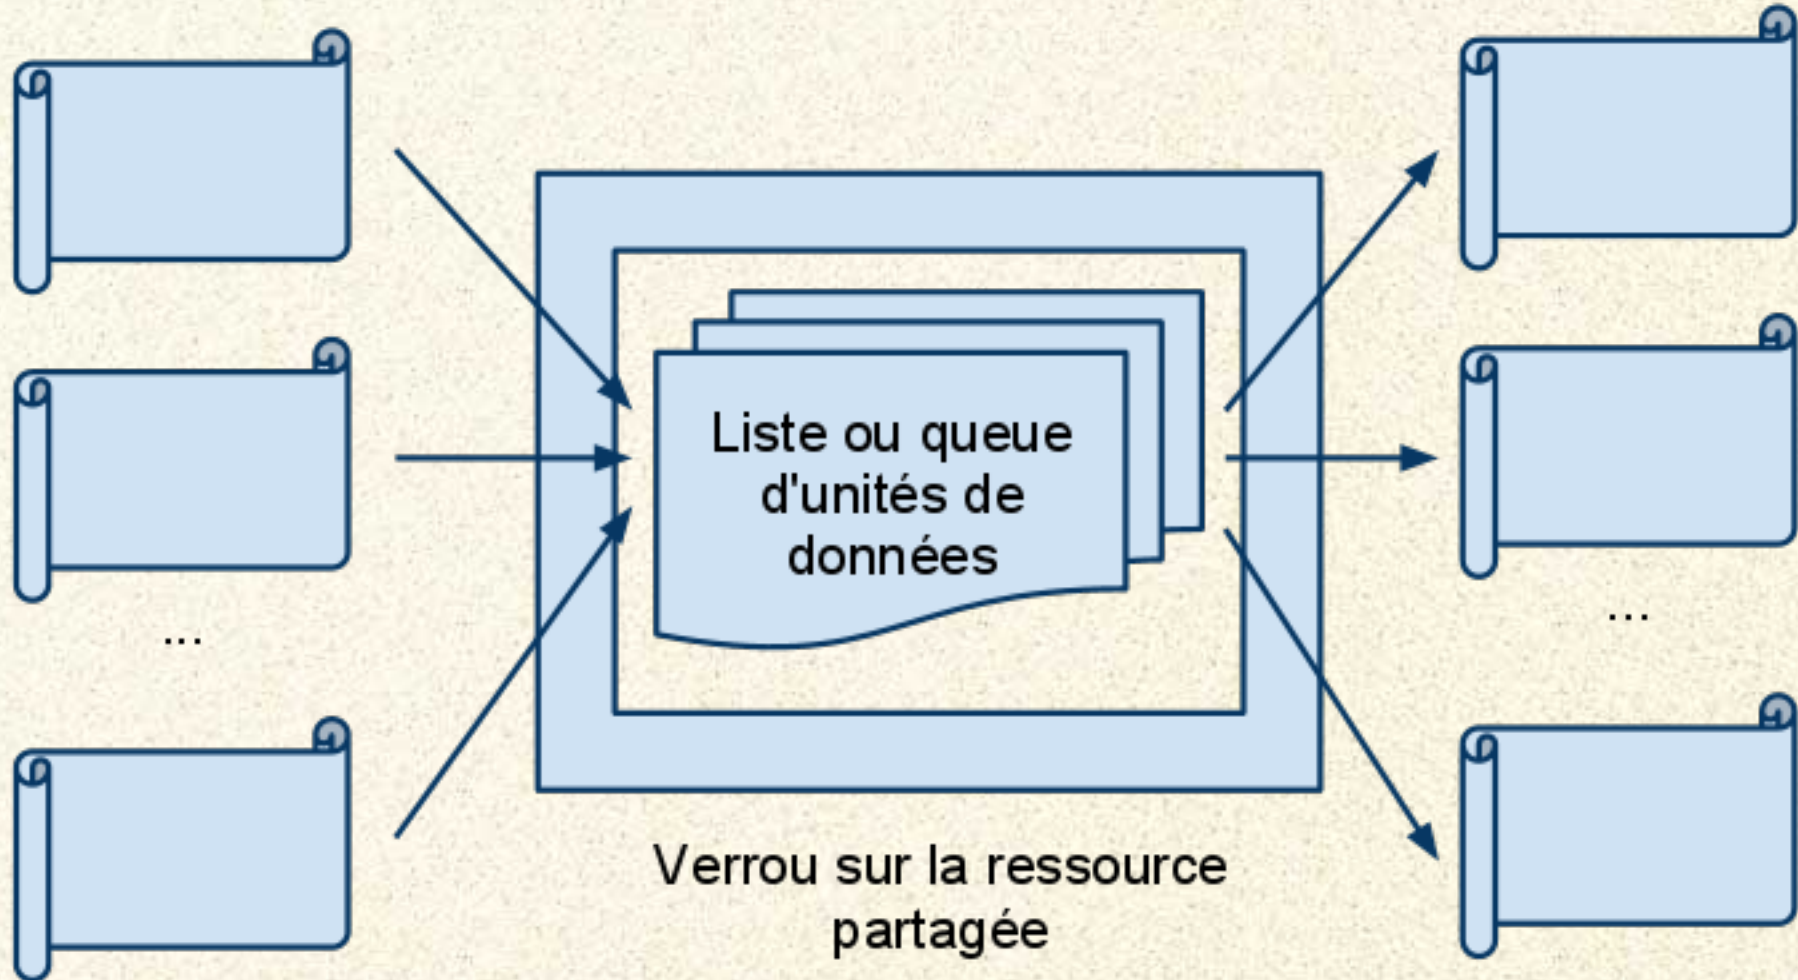 Liste ou queue
d'unités de
données
...
...
Verrou sur la ressource
partagée